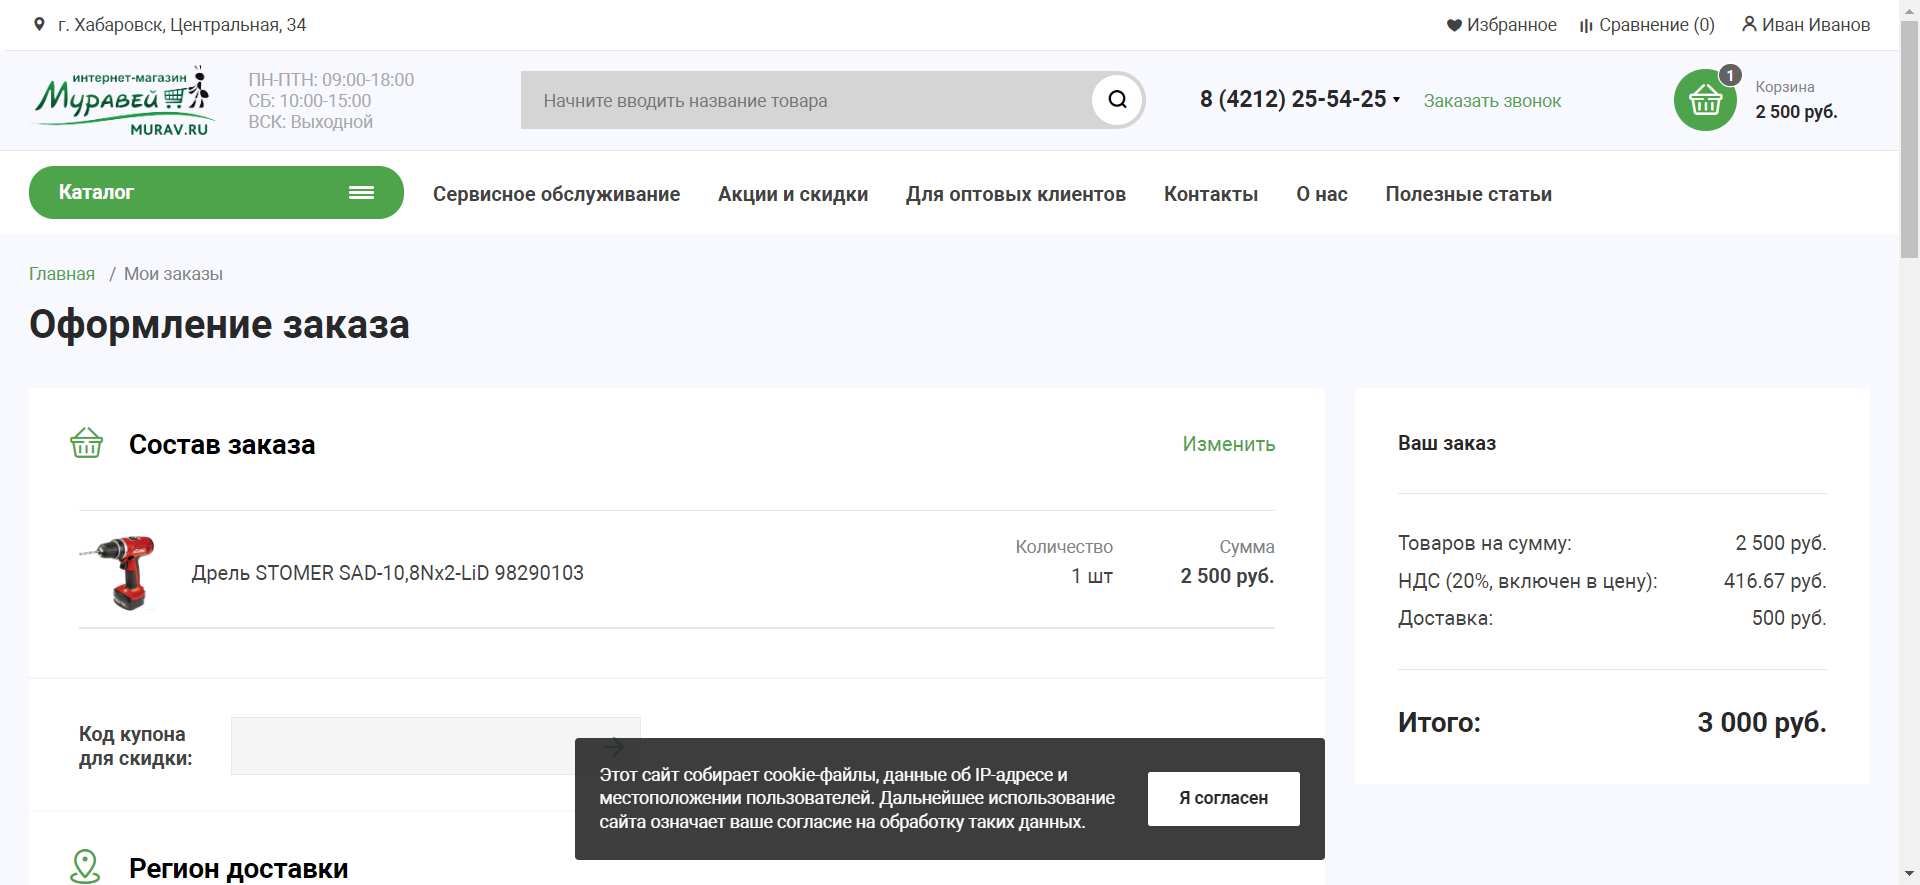 г. Хабаровск, Центральная, 34
Избранное
Сравнение (0)
Иван Иванов
интернет-магазин
Муравей
MURAV.RU
ПН-ПТН: 09:00-18:00
СБ: 10:00-15:00
ВСК: Выходной
Начните вводить название товара
8 (4212) 25-54-25
Заказать звонок
1
Корзина
2 500 руб.
Каталог
Сервисное обслуживание
Акции и скидки
Для оптовых клиентов
Контакты
О нас
Полезные статьи
Главная / Мои заказы
Оформление заказа
Состав заказа
Изменить
Дрель STOMER SAD-10,8Nx2-LiD 98290103
Количество
1 шт
Сумма
2 500 руб.
Код купона
для скидки:
Регион доставки
Ваш заказ
Товаров на сумму: 2 500 руб.
НДС (20%, включен в цену): 416.67 руб.
Доставка: 500 руб.
Итого: 3 000 руб.
Этот сайт собирает cookie-файлы, данные об IP-адресе и
местоположении пользователей. Дальнейшее использование
сайта означает ваше согласие на обработку таких данных.
Я согласен